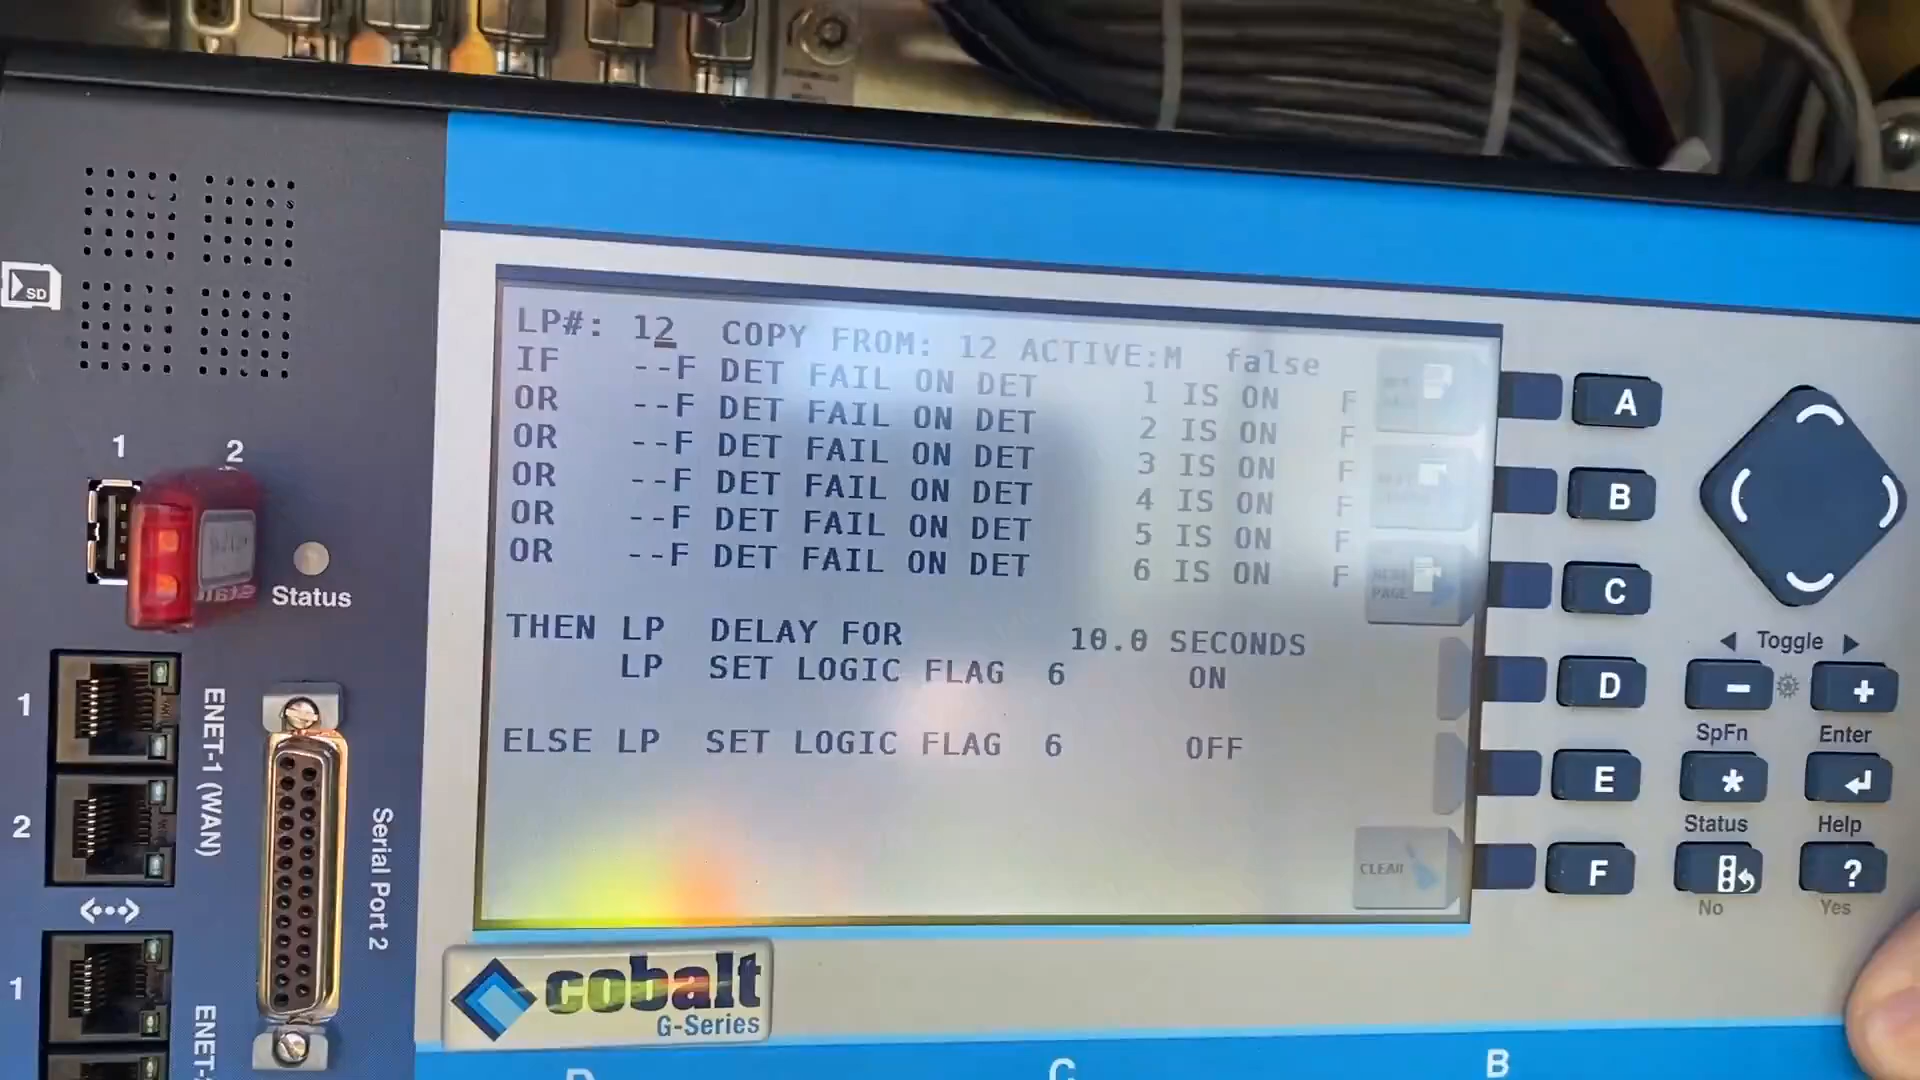 LP#: 12 COPY FROM: 12 ACTIVE:M false
IF --F DET FAIL ON DET 1 IS ON F
OR --F DET FAIL ON DET 2 IS ON F
OR --F DET FAIL ON DET 3 IS ON F
OR --F DET FAIL ON DET 4 IS ON F
OR --F DET FAIL ON DET 5 IS ON F
OR --F DET FAIL ON DET 6 IS ON F
THEN LP DELAY FOR 10.0 SECONDS
LP SET LOGIC FLAG 6 ON
ELSE LP SET LOGIC FLAG 6 OFF
PAGE
CLEAR
SD
1
2
Status
1
2
ENET-1 (WAN)
1
ENET-
Serial Port 2
cobalt
G-Series
A
B
C
D
E
F
Toggle
-
+
SpFn
Enter
*
Status
Help
?
No
Yes
C
B